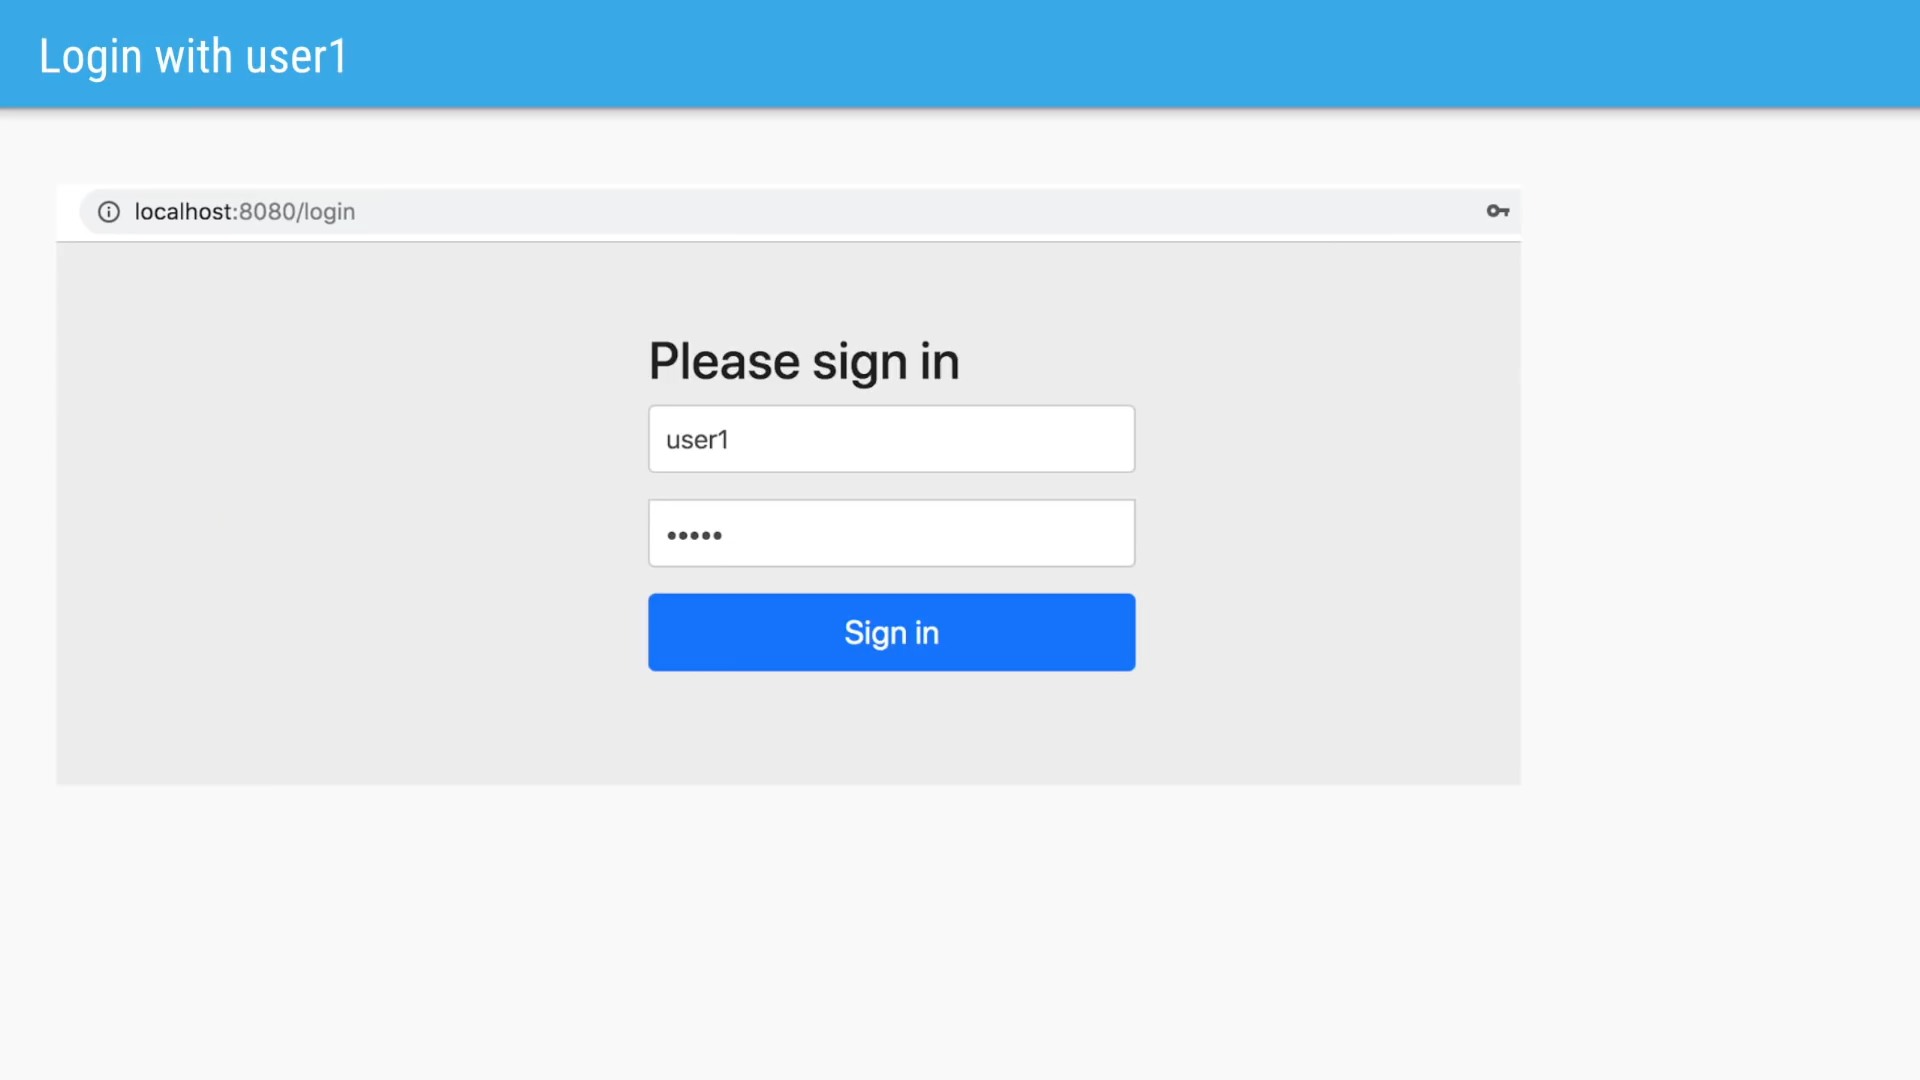 Login with user1
localhost:8080/login
Please sign in
user1
•••••
Sign in